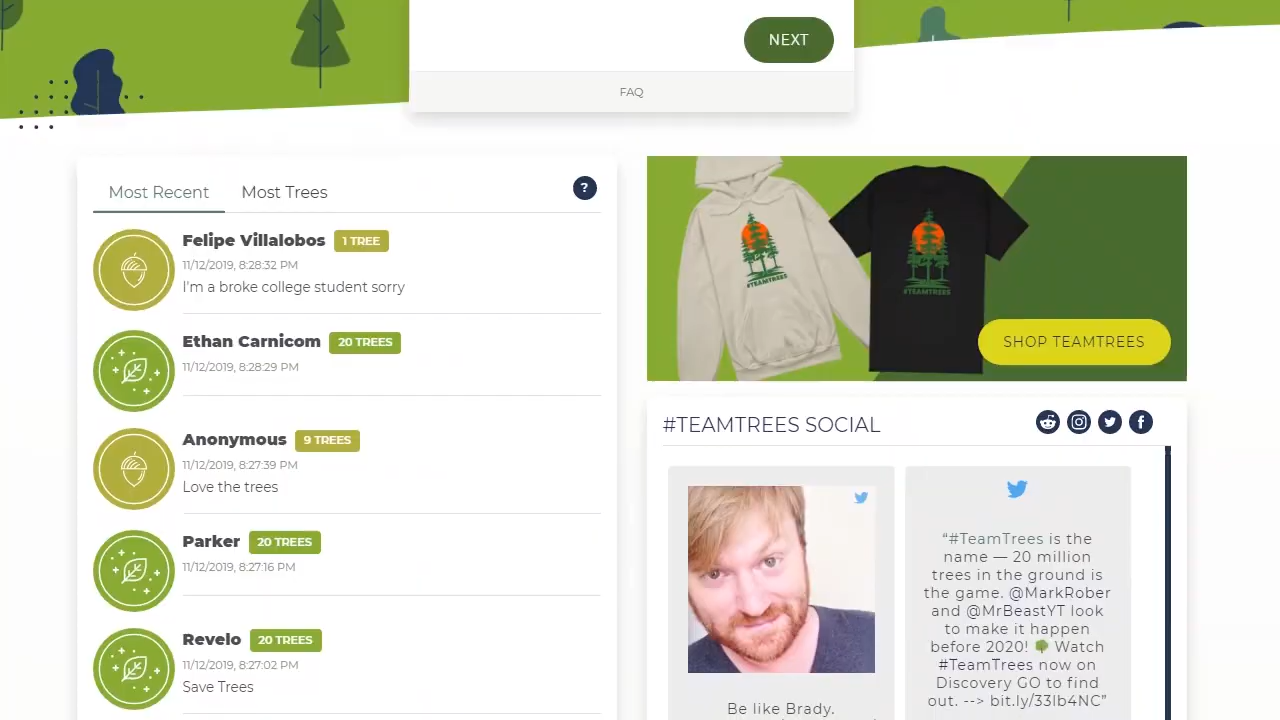 NEXT
FAQ
Most Recent
Most Trees
?
Felipe Villalobos
1 TREE
11/12/2019, 8:28:32 PM
I'm a broke college student sorry
Ethan Carnicom
20 TREES
11/12/2019, 8:28:29 PM
Anonymous
9 TREES
11/12/2019, 8:27:39 PM
Love the trees
Parker
20 TREES
11/12/2019, 8:27:16 PM
Revelo
20 TREES
11/12/2019, 8:27:02 PM
Save Trees
#TEAMTREES
#TEAMTREES
SHOP TEAMTREES
#TEAMTREES SOCIAL
Be like Brady.
“#TeamTrees is the
name — 20 million
trees in the ground is
the game. @MarkRober
and @MrBeastYT look
to make it happen
before 2020! 🌳 Watch
#TeamTrees now on
Discovery GO to find
out. --> bit.ly/33lb4NC”